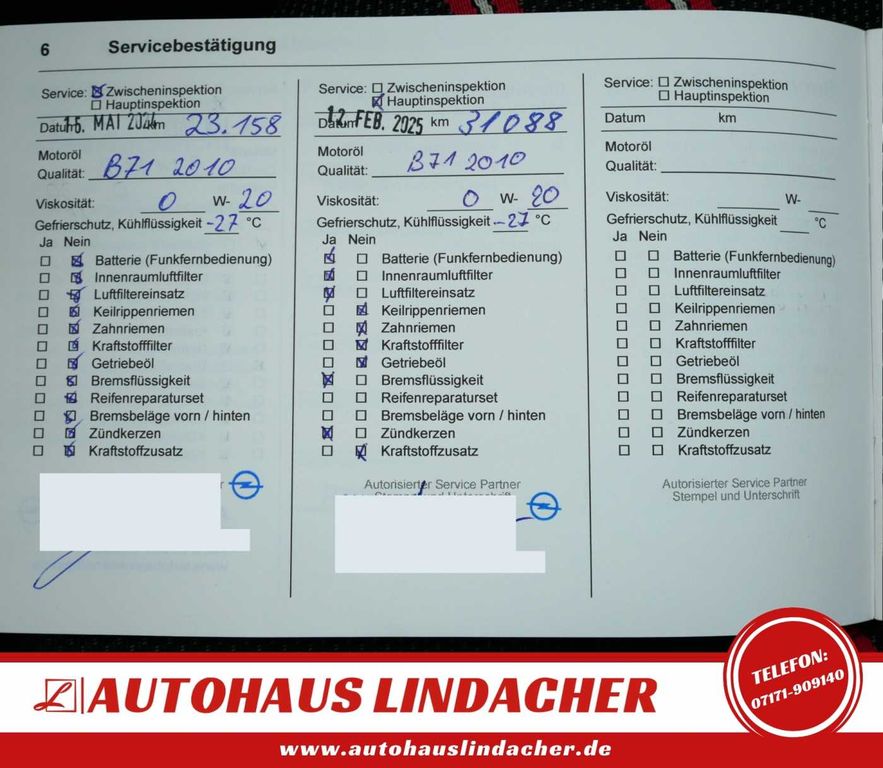 6 Servicebestätigung
Service: ☒ Zwischeninspektion
☐ Hauptinspektion
Datum 15. MAI 2024 km 23.158
Motoröl
Qualität: B71 2010
Viskosität: 0 W- 20
Gefrierschutz, Kühlflüssigkeit -27 °C
Ja Nein
☐ ☒ Batterie (Funkfernbedienung)
☐ ☒ Innenraumluftfilter
☐ ☒ Luftfiltereinsatz
☐ ☒ Keilrippenriemen
☐ ☒ Zahnriemen
☐ ☒ Kraftstofffilter
☐ ☒ Getriebeöl
☐ ☒ Bremsflüssigkeit
☐ ☒ Reifenreparaturset
☐ ☒ Bremsbeläge vorn / hinten
☐ ☒ Zündkerzen
☐ ☒ Kraftstoffzusatz
Service: ☐ Zwischeninspektion
☒ Hauptinspektion
Datum 12. FEB. 2025 km 31088
Motoröl
Qualität: B71 2010
Viskosität: 0 W- 20
Gefrierschutz, Kühlflüssigkeit -27 °C
Ja Nein
☒ ☐ Batterie (Funkfernbedienung)
☒ ☐ Innenraumluftfilter
☒ ☐ Luftfiltereinsatz
☐ ☒ Keilrippenriemen
☐ ☒ Zahnriemen
☐ ☒ Kraftstofffilter
☐ ☒ Getriebeöl
☒ ☐ Bremsflüssigkeit
☐ ☐ Reifenreparaturset
☐ ☐ Bremsbeläge vorn / hinten
☒ ☐ Zündkerzen
☐ ☒ Kraftstoffzusatz
Autorisierter Service Partner
Stempel und Unterschrift
Service: ☐ Zwischeninspektion
☐ Hauptinspektion
Datum km
Motoröl
Qualität:
Viskosität: W-
Gefrierschutz, Kühlflüssigkeit °C
Ja Nein
☐ ☐ Batterie (Funkfernbedienung)
☐ ☐ Innenraumluftfilter
☐ ☐ Luftfiltereinsatz
☐ ☐ Keilrippenriemen
☐ ☐ Zahnriemen
☐ ☐ Kraftstofffilter
☐ ☐ Getriebeöl
☐ ☐ Bremsflüssigkeit
☐ ☐ Reifenreparaturset
☐ ☐ Bremsbeläge vorn / hinten
☐ ☐ Zündkerzen
☐ ☐ Kraftstoffzusatz
Autorisierter Service Partner
Stempel und Unterschrift
L AUTOHAUS LINDACHER
TELEFON:
07171-909140
www.autohauslindacher.de